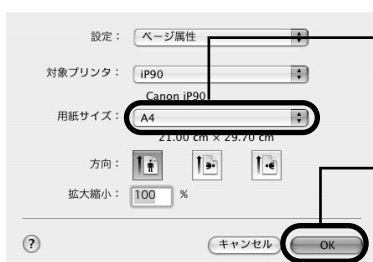 設定： ページ属性
対象プリンタ： iP90
Canon iP90
用紙サイズ： A4
21.00 cm × 29.70 cm
方向：
拡大縮小： 100 %
? キャンセル OK